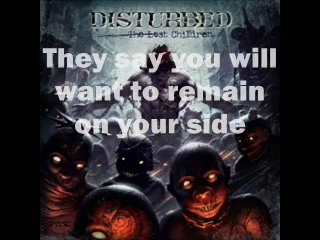 DISTURBED
The Lost Children
They say you will
want to remain
on your side